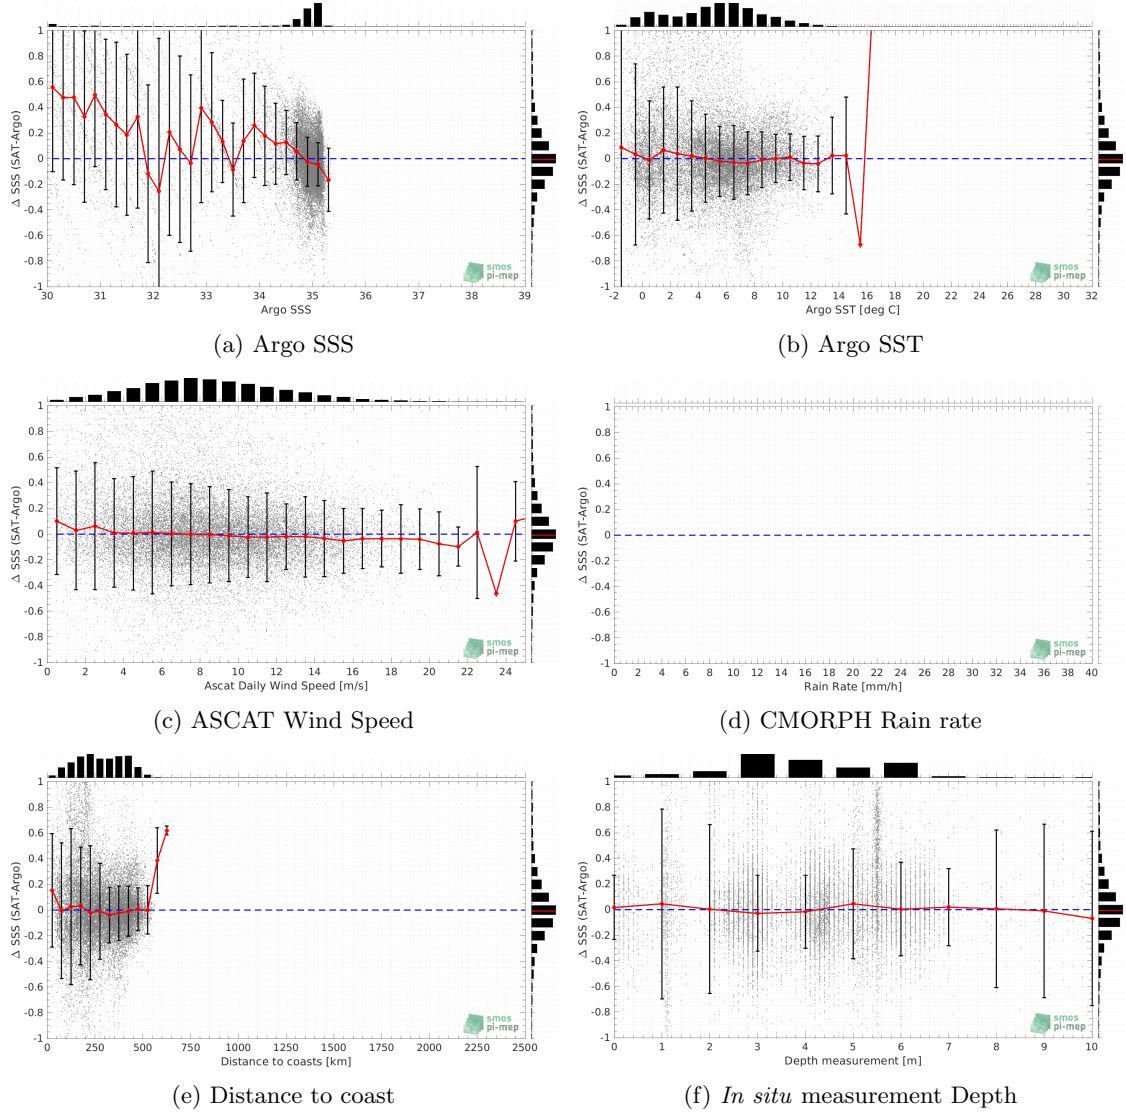 1
0.8
0.6
0.4
0.2
0
-0.2
-0.4
-0.6
-0.8
-1
Δ SSS (SAT-Argo)
30 31 32 33 34 35 36 37 38 39
Argo SSS
smos
pi-mep
(a) Argo SSS
1
0.8
0.6
0.4
0.2
0
-0.2
-0.4
-0.6
-0.8
-1
Δ SSS (SAT-Argo)
-2 0 2 4 6 8 10 12 14 16 18 20 22 24 26 28 30 32
Argo SST [deg C]
smos
pi-mep
(b) Argo SST
1
0.8
0.6
0.4
0.2
0
-0.2
-0.4
-0.6
-0.8
-1
Δ SSS (SAT-Argo)
0 2 4 6 8 10 12 14 16 18 20 22 24
Ascat Daily Wind Speed [m/s]
smos
pi-mep
(c) ASCAT Wind Speed
1
0.8
0.6
0.4
0.2
0
-0.2
-0.4
-0.6
-0.8
-1
Δ SSS (SAT-Argo)
0 2 4 6 8 10 12 14 16 18 20 22 24 26 28 30 32 34 36 38 40
Rain Rate [mm/h]
smos
pi-mep
(d) CMORPH Rain rate
1
0.8
0.6
0.4
0.2
0
-0.2
-0.4
-0.6
-0.8
-1
Δ SSS (SAT-Argo)
0 250 500 750 1000 1250 1500 1750 2000 2250 2500
Distance to coasts [km]
smos
pi-mep
(e) Distance to coast
1
0.8
0.6
0.4
0.2
0
-0.2
-0.4
-0.6
-0.8
-1
Δ SSS (SAT-Argo)
0 1 2 3 4 5 6 7 8 9 10
Depth measurement [m]
smos
pi-mep
(f) In situ measurement Depth